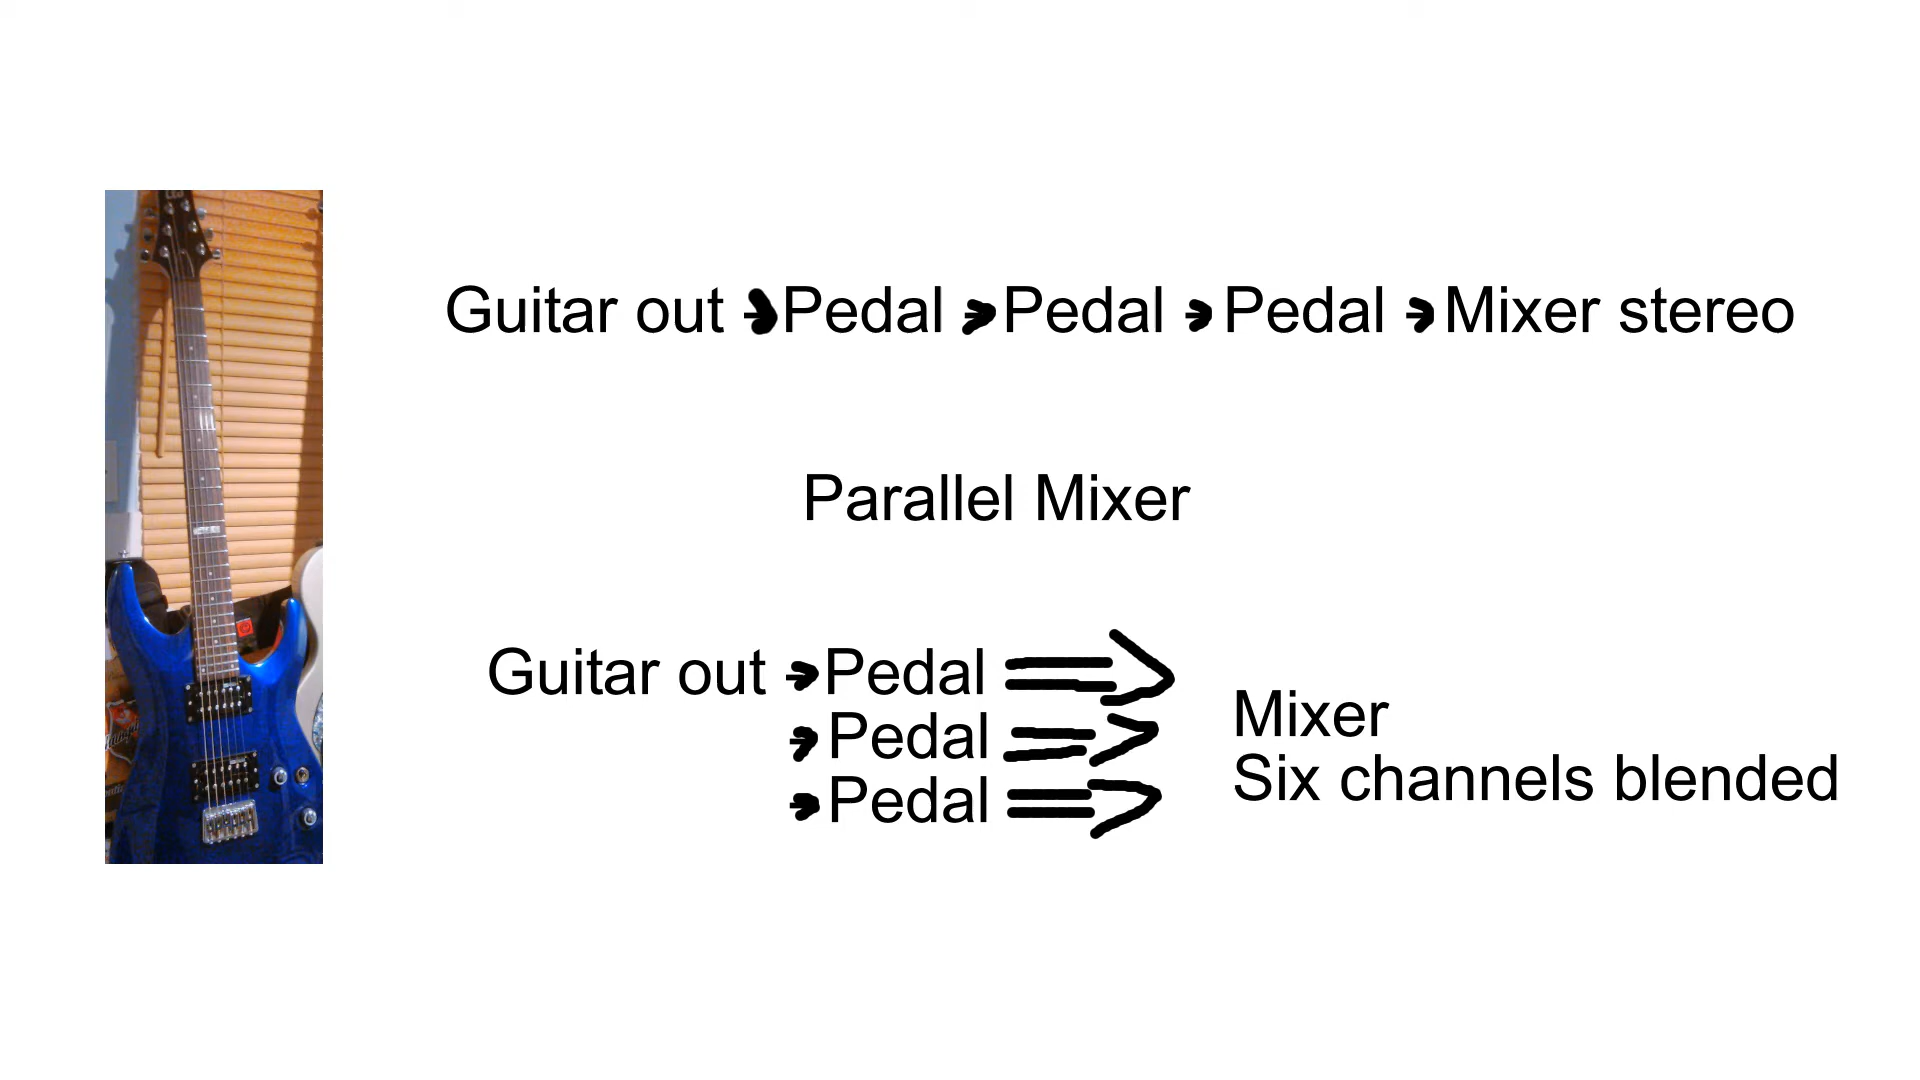 Guitar out Pedal Pedal Pedal Mixer stereo
Parallel Mixer
Guitar out Pedal
Pedal
Pedal
Mixer
Six channels blended